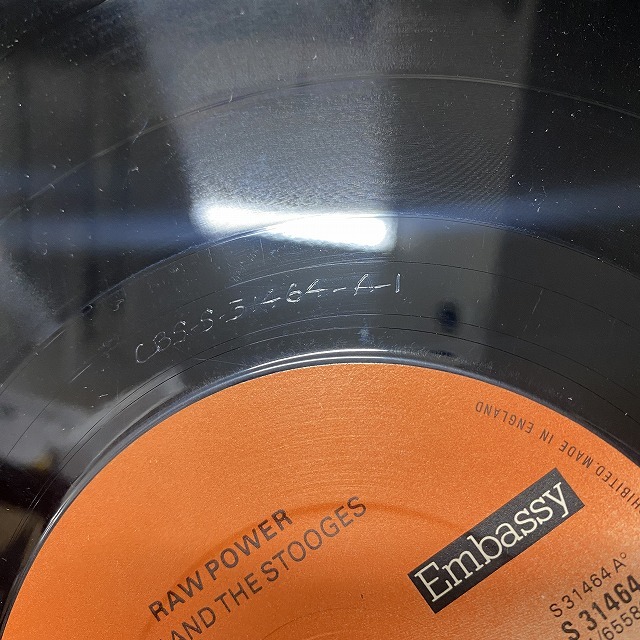 CBS-S-31464-A-1
HIBITED. MADE IN ENGLAND
Embassy
RAW POWER
AND THE STOOGES
S 31464 A°
S 31464